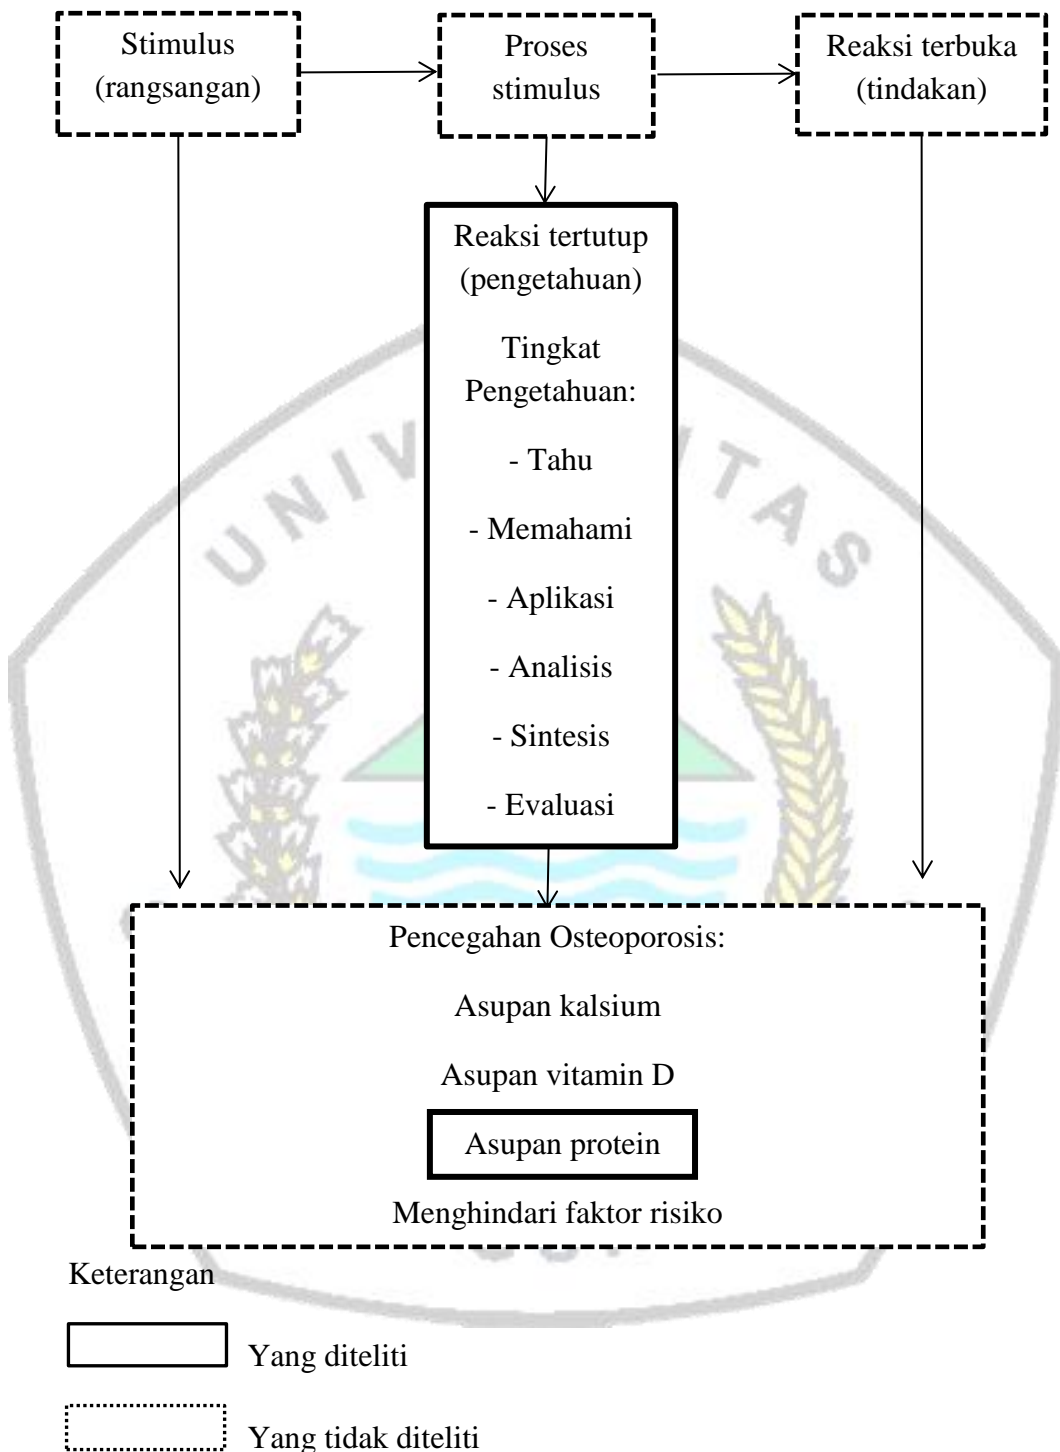 Stimulus
(rangsangan)
Proses
stimulus
Reaksi terbuka
(tindakan)
Reaksi tertutup
(pengetahuan)
Tingkat
Pengetahuan:
- Tahu
- Memahami
- Aplikasi
- Analisis
- Sintesis
- Evaluasi
Pencegahan Osteoporosis:
Asupan kalsium
Asupan vitamin D
Asupan protein
Menghindari faktor risiko
Keterangan
Yang diteliti
Yang tidak diteliti